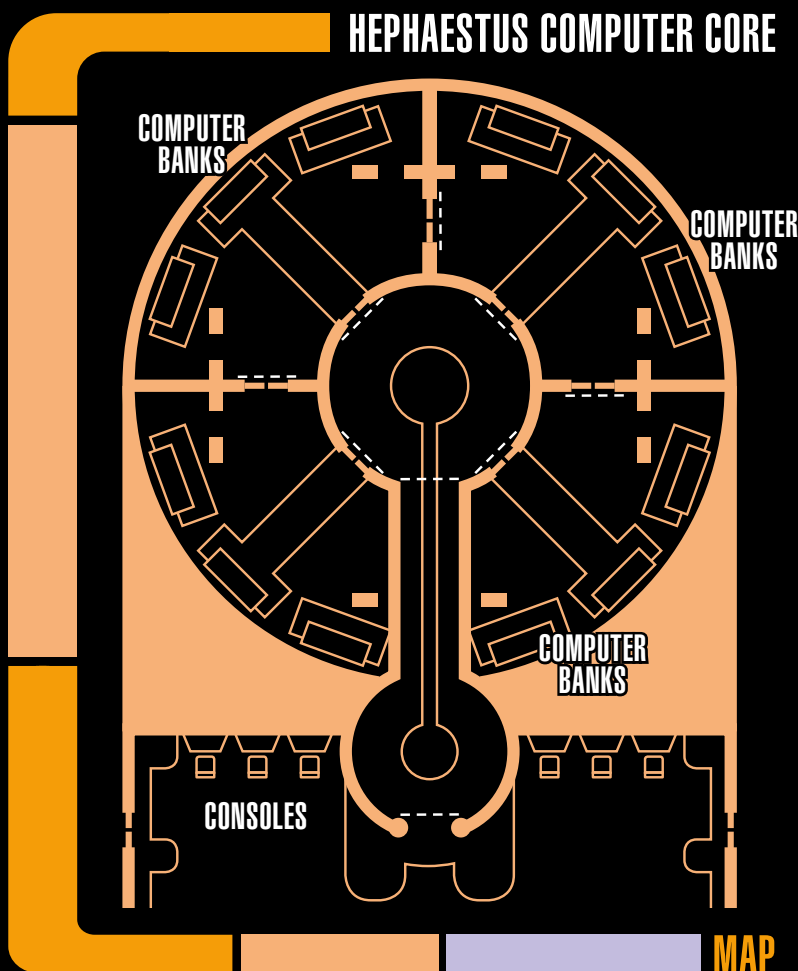 HEPHAESTUS COMPUTER CORE
COMPUTER
BANKS
COMPUTER
BANKS
COMPUTER
BANKS
CONSOLES
MAP